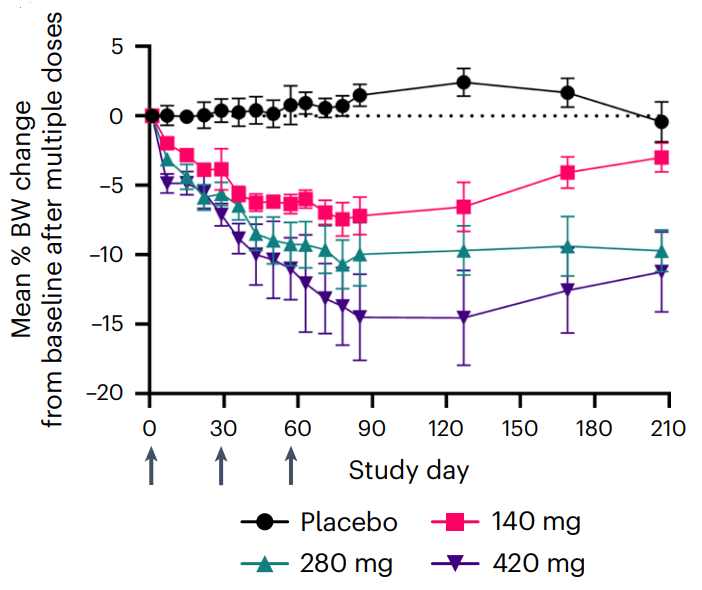 Mean % BW change
from baseline after multiple doses
5
0
−5
−10
−15
−20
0 30 60 90 120 150 180 210
Study day
Placebo 140 mg
280 mg 420 mg